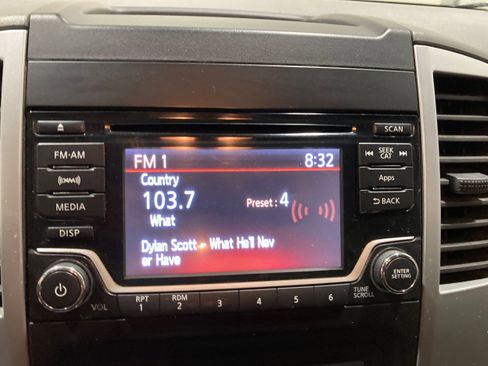 SCAN
FM·AM
SEEK
CAT
((XM))
Apps
MEDIA
BACK
DISP
FM 1 8:32
Country
103.7 Preset : 4
What
Dylan Scott - What He'll Nev
er Have
VOL
RPT
1
RDM
2
3
4
5
6
TUNE
SCROLL
ENTER
SETTING